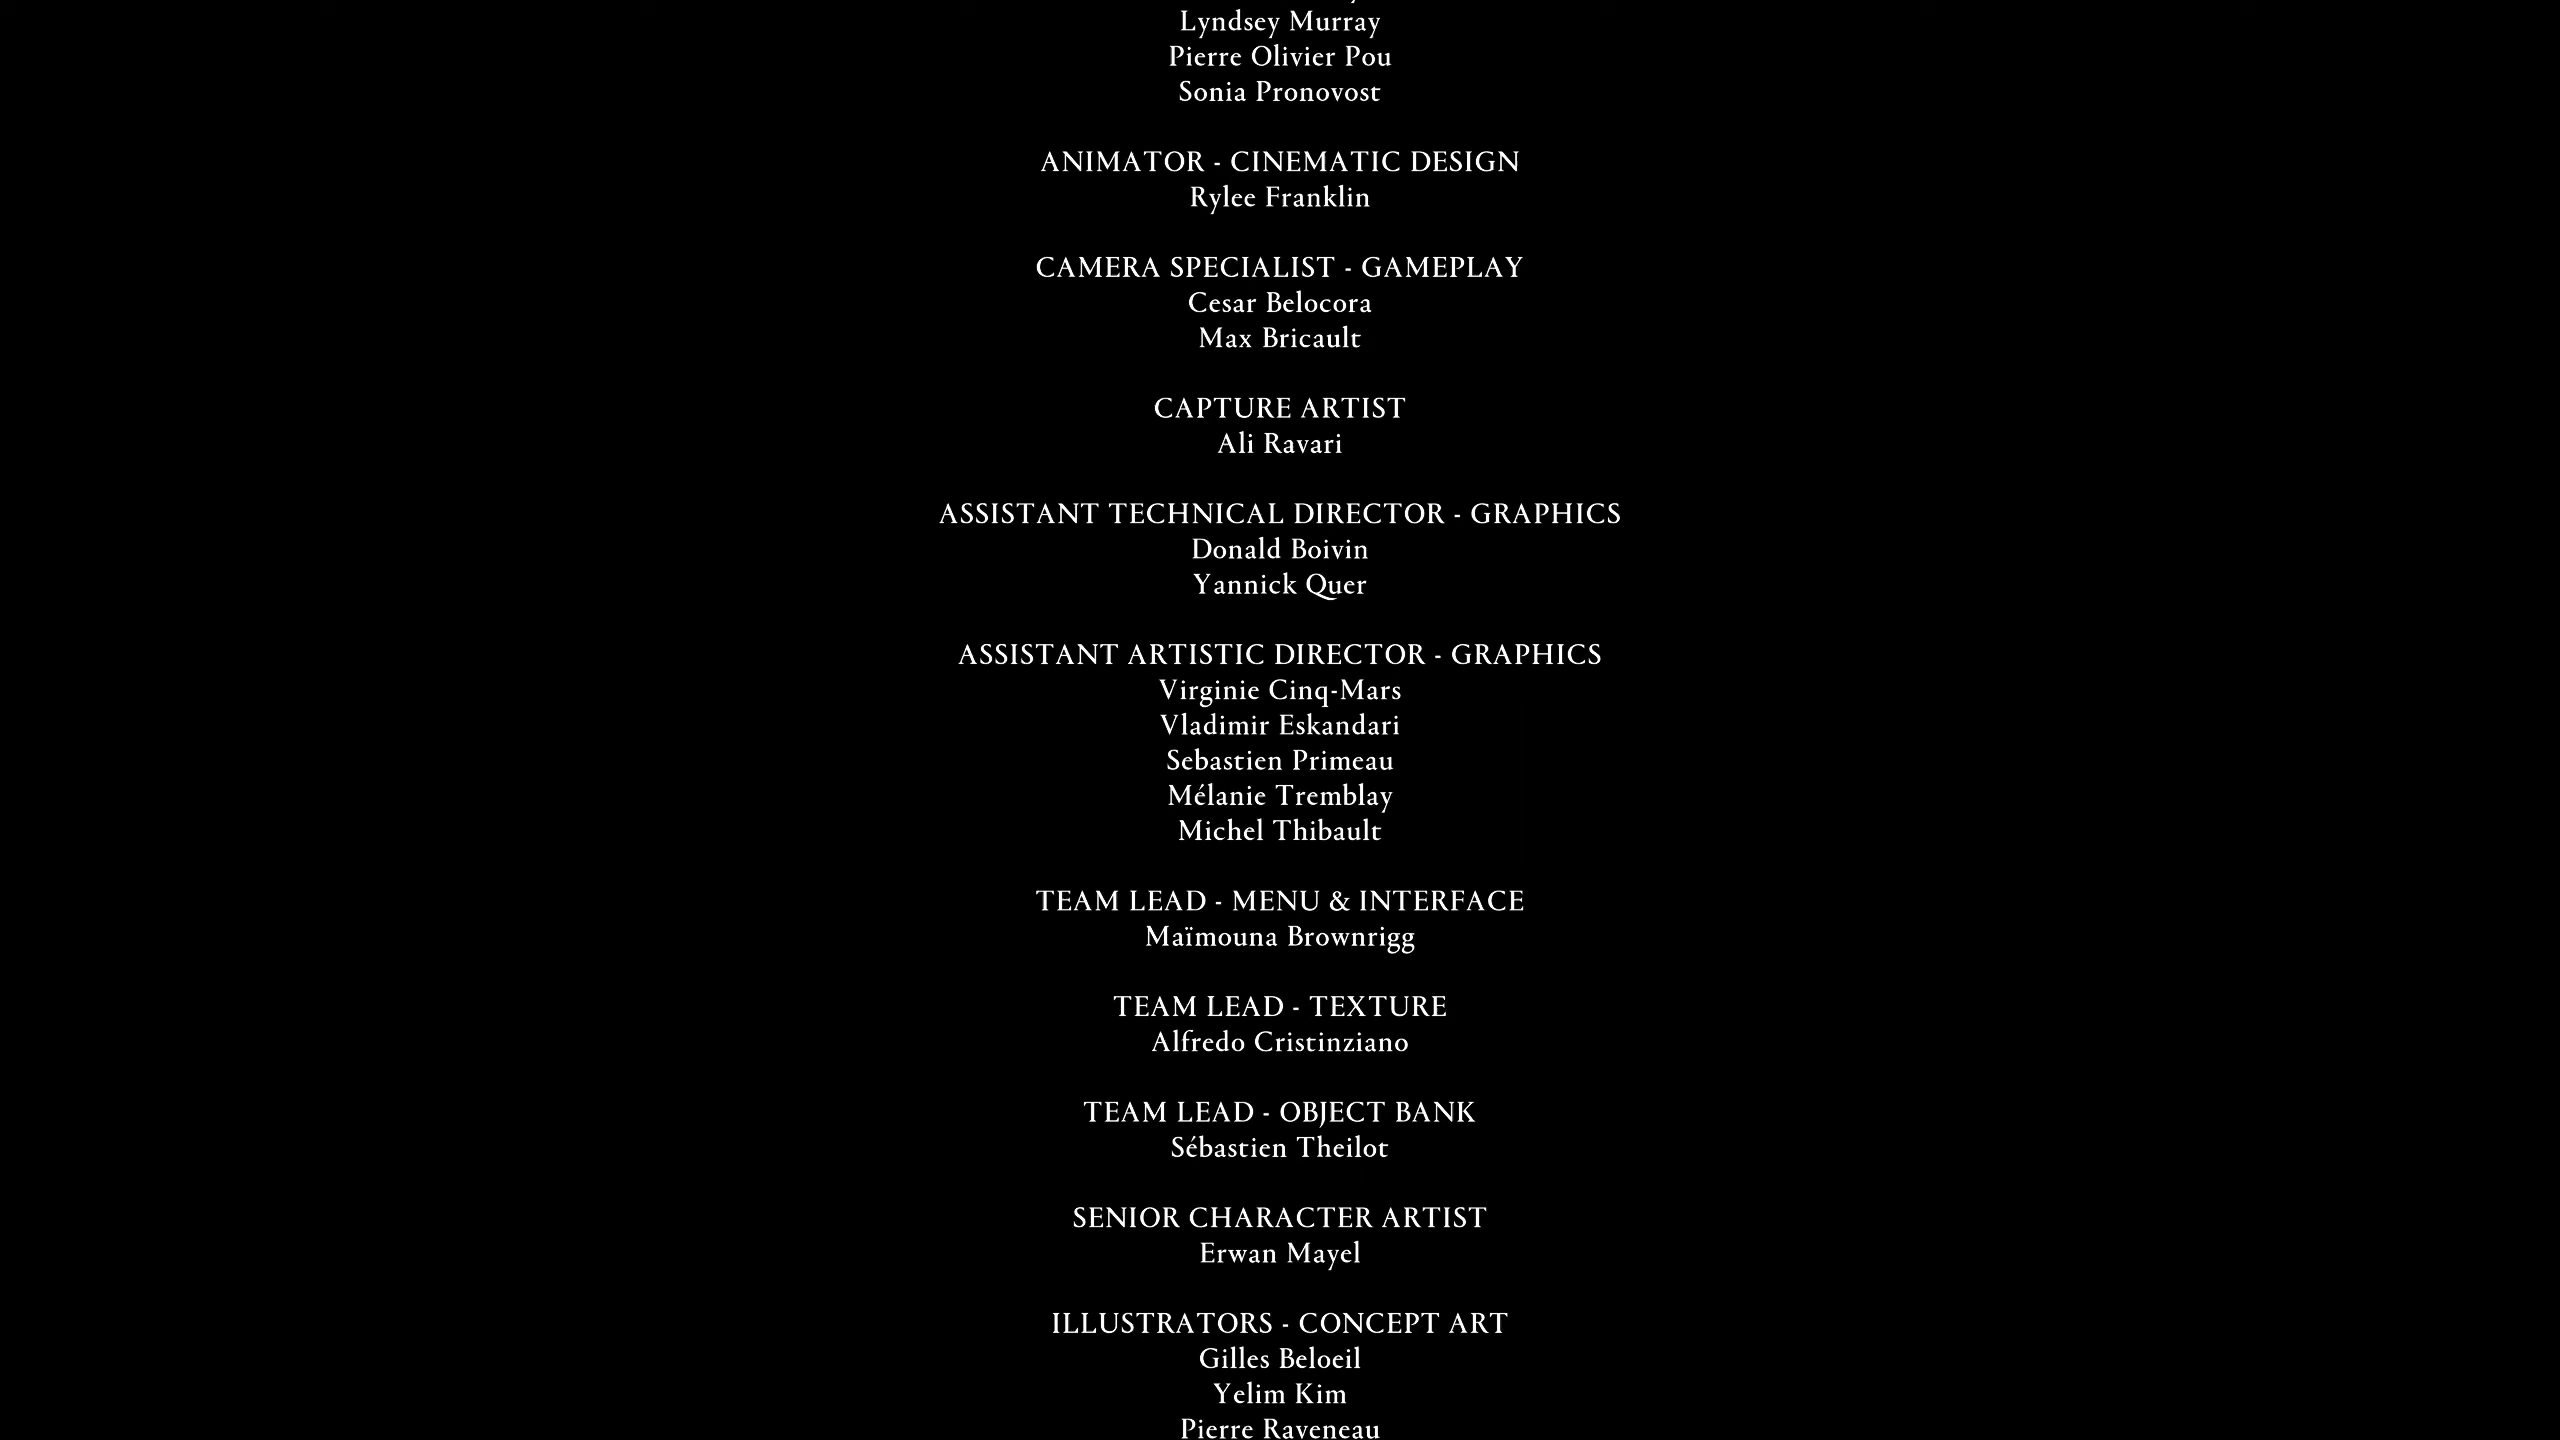 Lyndsey Murray
Pierre Olivier Pou
Sonia Pronovost
ANIMATOR - CINEMATIC DESIGN
Rylee Franklin
CAMERA SPECIALIST - GAMEPLAY
Cesar Belocora
Max Bricault
CAPTURE ARTIST
Ali Ravari
ASSISTANT TECHNICAL DIRECTOR - GRAPHICS
Donald Boivin
Yannick Quer
ASSISTANT ARTISTIC DIRECTOR - GRAPHICS
Virginie Cinq-Mars
Vladimir Eskandari
Sebastien Primeau
Mélanie Tremblay
Michel Thibault
TEAM LEAD - MENU & INTERFACE
Maïmouna Brownrigg
TEAM LEAD - TEXTURE
Alfredo Cristinziano
TEAM LEAD - OBJECT BANK
Sébastien Theilot
SENIOR CHARACTER ARTIST
Erwan Mayel
ILLUSTRATORS - CONCEPT ART
Gilles Beloeil
Yelim Kim
Pierre Raveneau